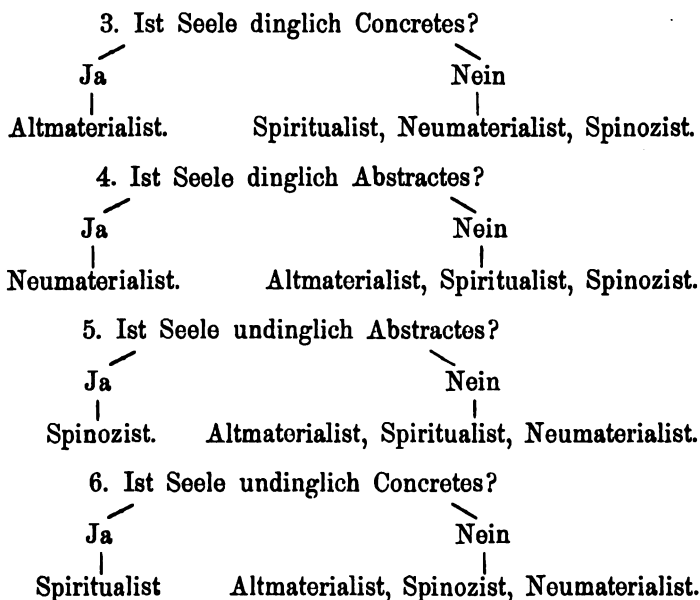 3. Ist Seele dinglich Concretes?
Ja Nein
Altmaterialist. Spiritualist, Neumaterialist, Spinozist.
4. Ist Seele dinglich Abstractes?
Ja Nein
Neumaterialist. Altmaterialist, Spiritualist, Spinozist.
5. Ist Seele undinglich Abstractes?
Ja Nein
Spinozist. Altmaterialist, Spiritualist, Neumaterialist.
6. Ist Seele undinglich Concretes?
Ja Nein
Spiritualist Altmaterialist, Spinozist, Neumaterialist.